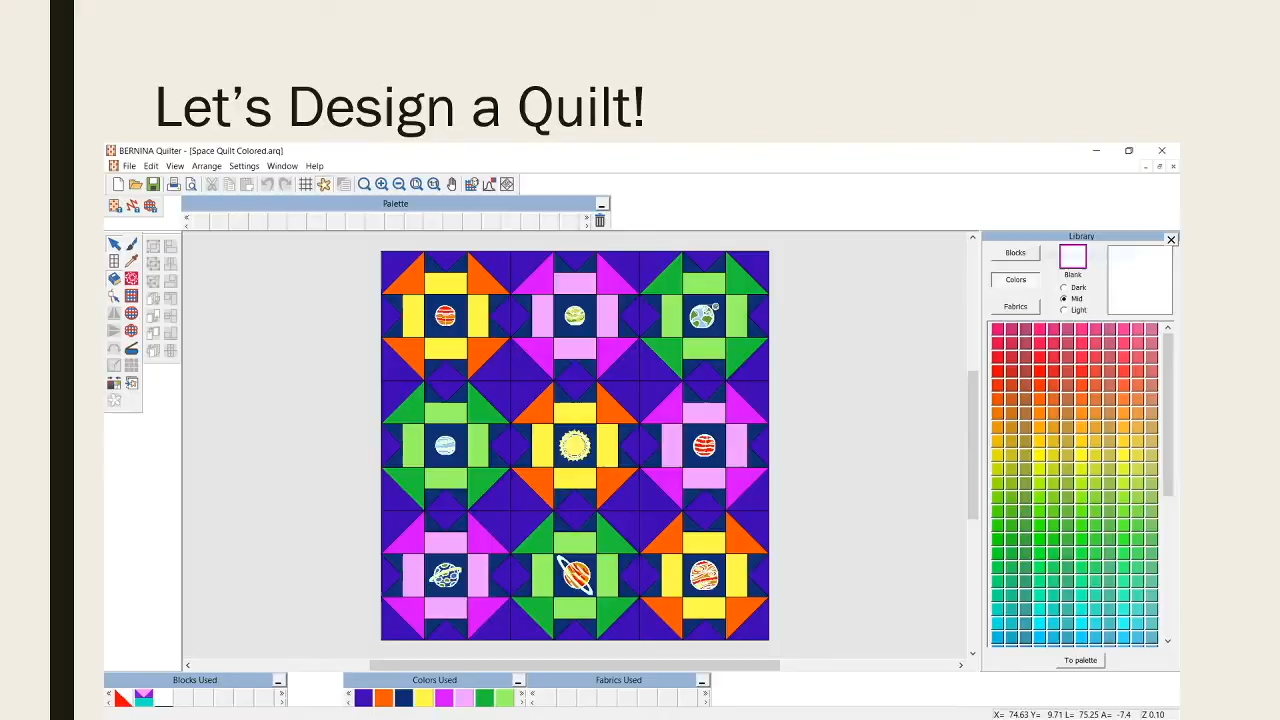 Let's Design a Quilt!
BERNINA Quilter - [Space Quilt Colored.arq]
File Edit View Arrange Settings Window Help
Palette
Library
Blocks
Blank
Colors
Dark
Mid
Fabrics
Light
To palette
Blocks Used
Colors Used
Fabrics Used
X= 74.63 Y= 9.71 L= 75.25 A= -7.4 Z 0.10